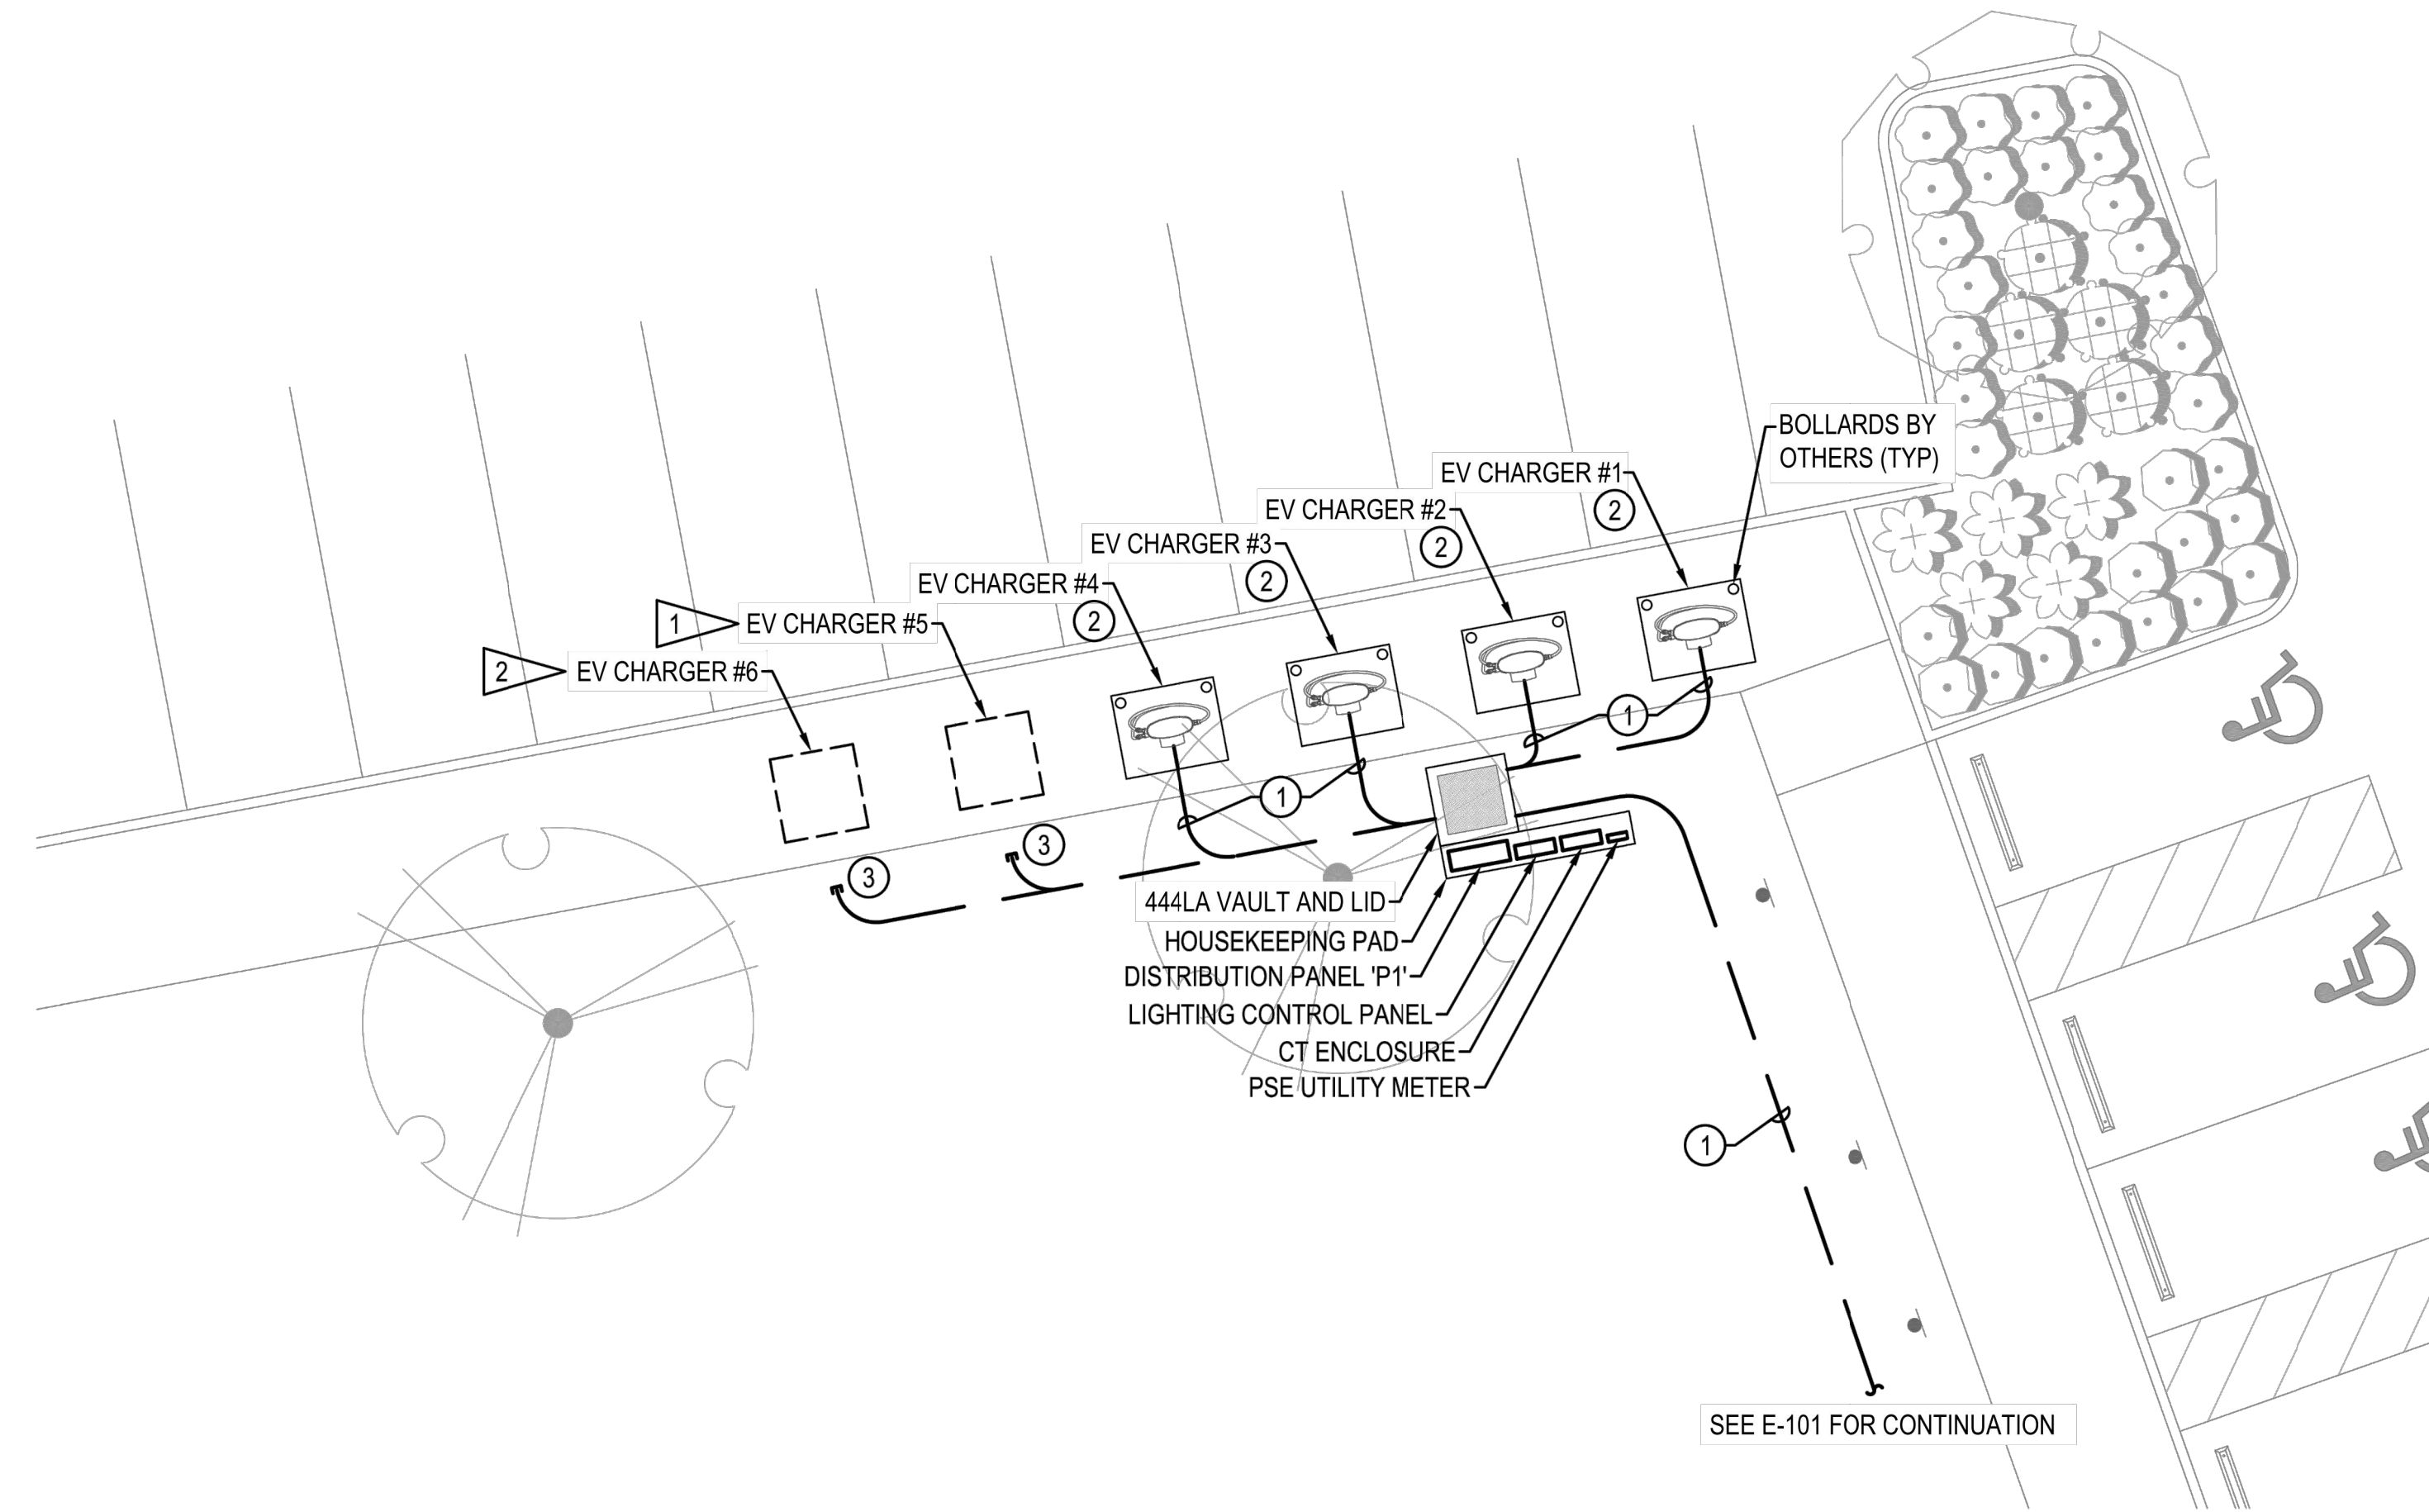 BOLLARDS BY
OTHERS (TYP)
EV CHARGER #1
2
EV CHARGER #2
2
EV CHARGER #3
2
EV CHARGER #4
2
1
EV CHARGER #5
2
EV CHARGER #6
1
1
3
3
444LA VAULT AND LID
HOUSEKEEPING PAD
DISTRIBUTION PANEL 'P1'
LIGHTING CONTROL PANEL
CT ENCLOSURE
PSE UTILITY METER
1
SEE E-101 FOR CONTINUATION